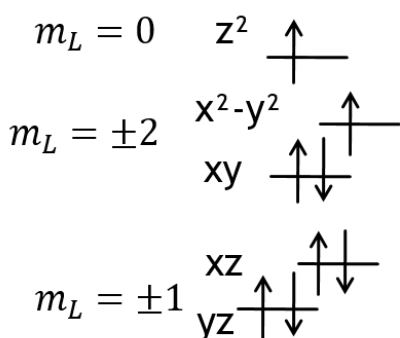 m_L = 0 z²
x²-y²
m_L = ±2
xy
xz
m_L = ±1
yz